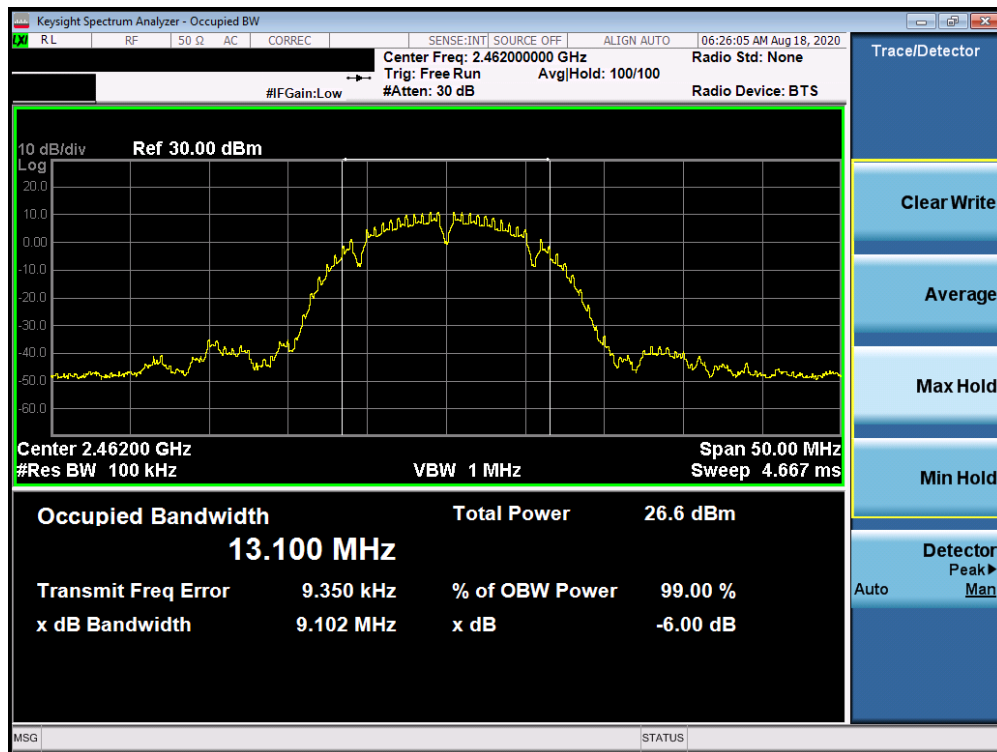 Keysight Spectrum Analyzer - Occupied BW
LXI RL RF 50 Ω AC CORREC SENSE:INT SOURCE OFF ALIGN AUTO 06:26:05 AM Aug 18, 2020
Center Freq: 2.462000000 GHz Radio Std: None
Trig: Free Run Avg|Hold: 100/100
#IFGain:Low #Atten: 30 dB Radio Device: BTS
Trace/Detector
10 dB/div Ref 30.00 dBm
Log
20.0
10.0
0.00
-10.0
-20.0
-30.0
-40.0
-50.0
-60.0
Center 2.46200 GHz Span 50.00 MHz
#Res BW 100 kHz VBW 1 MHz Sweep 4.667 ms
Occupied Bandwidth Total Power 26.6 dBm
13.100 MHz
Transmit Freq Error 9.350 kHz % of OBW Power 99.00 %
x dB Bandwidth 9.102 MHz x dB -6.00 dB
Clear Write
Average
Max Hold
Min Hold
Detector
Peak▶
Auto Man
MSG STATUS